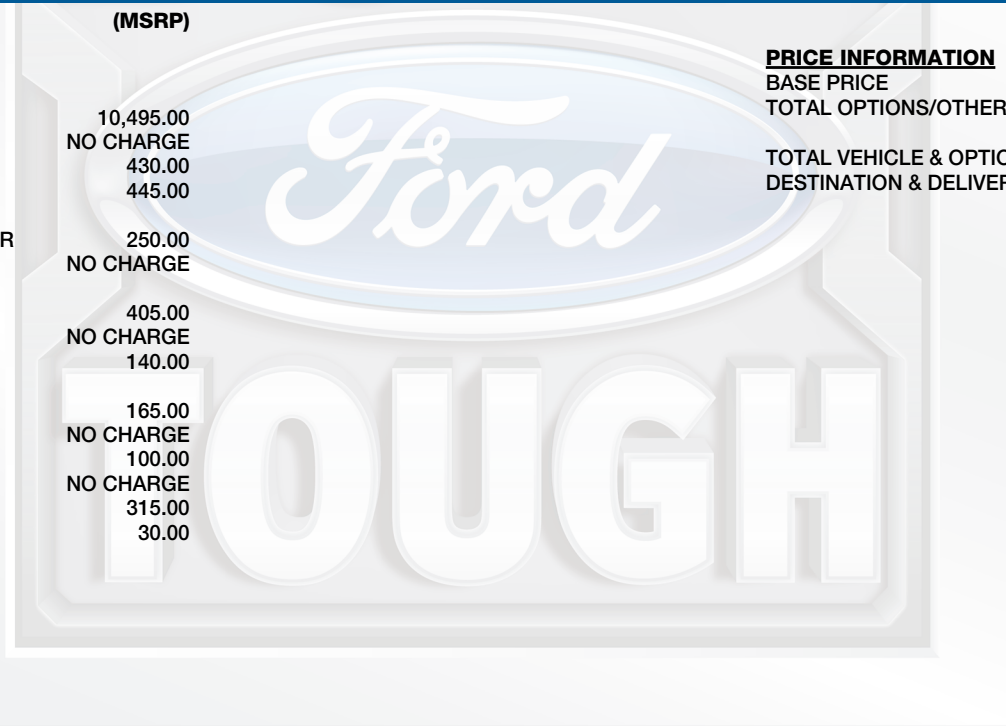 (MSRP)
10,495.00
NO CHARGE
430.00
445.00
R 250.00
NO CHARGE
405.00
NO CHARGE
140.00
165.00
NO CHARGE
100.00
NO CHARGE
315.00
30.00
PRICE INFORMATION
BASE PRICE
TOTAL OPTIONS/OTHER
TOTAL VEHICLE & OPTIO
DESTINATION & DELIVER
Ford
TOUGH